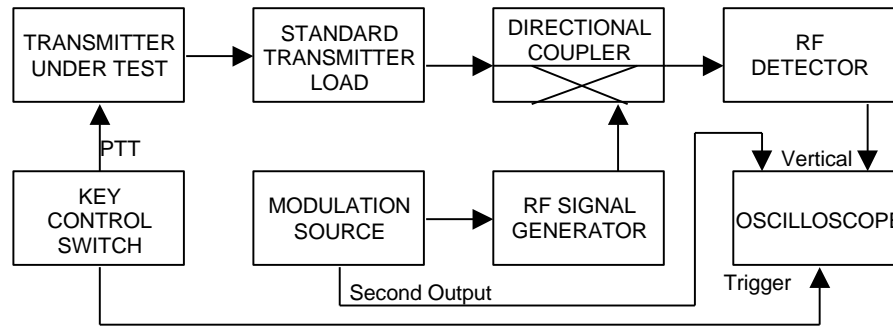 TRANSMITTER
UNDER TEST
STANDARD
TRANSMITTER
LOAD
DIRECTIONAL
COUPLER
RF
DETECTOR
PTT
Vertical
KEY
CONTROL
SWITCH
MODULATION
SOURCE
RF SIGNAL
GENERATOR
OSCILLOSCOPE
Second Output
Trigger